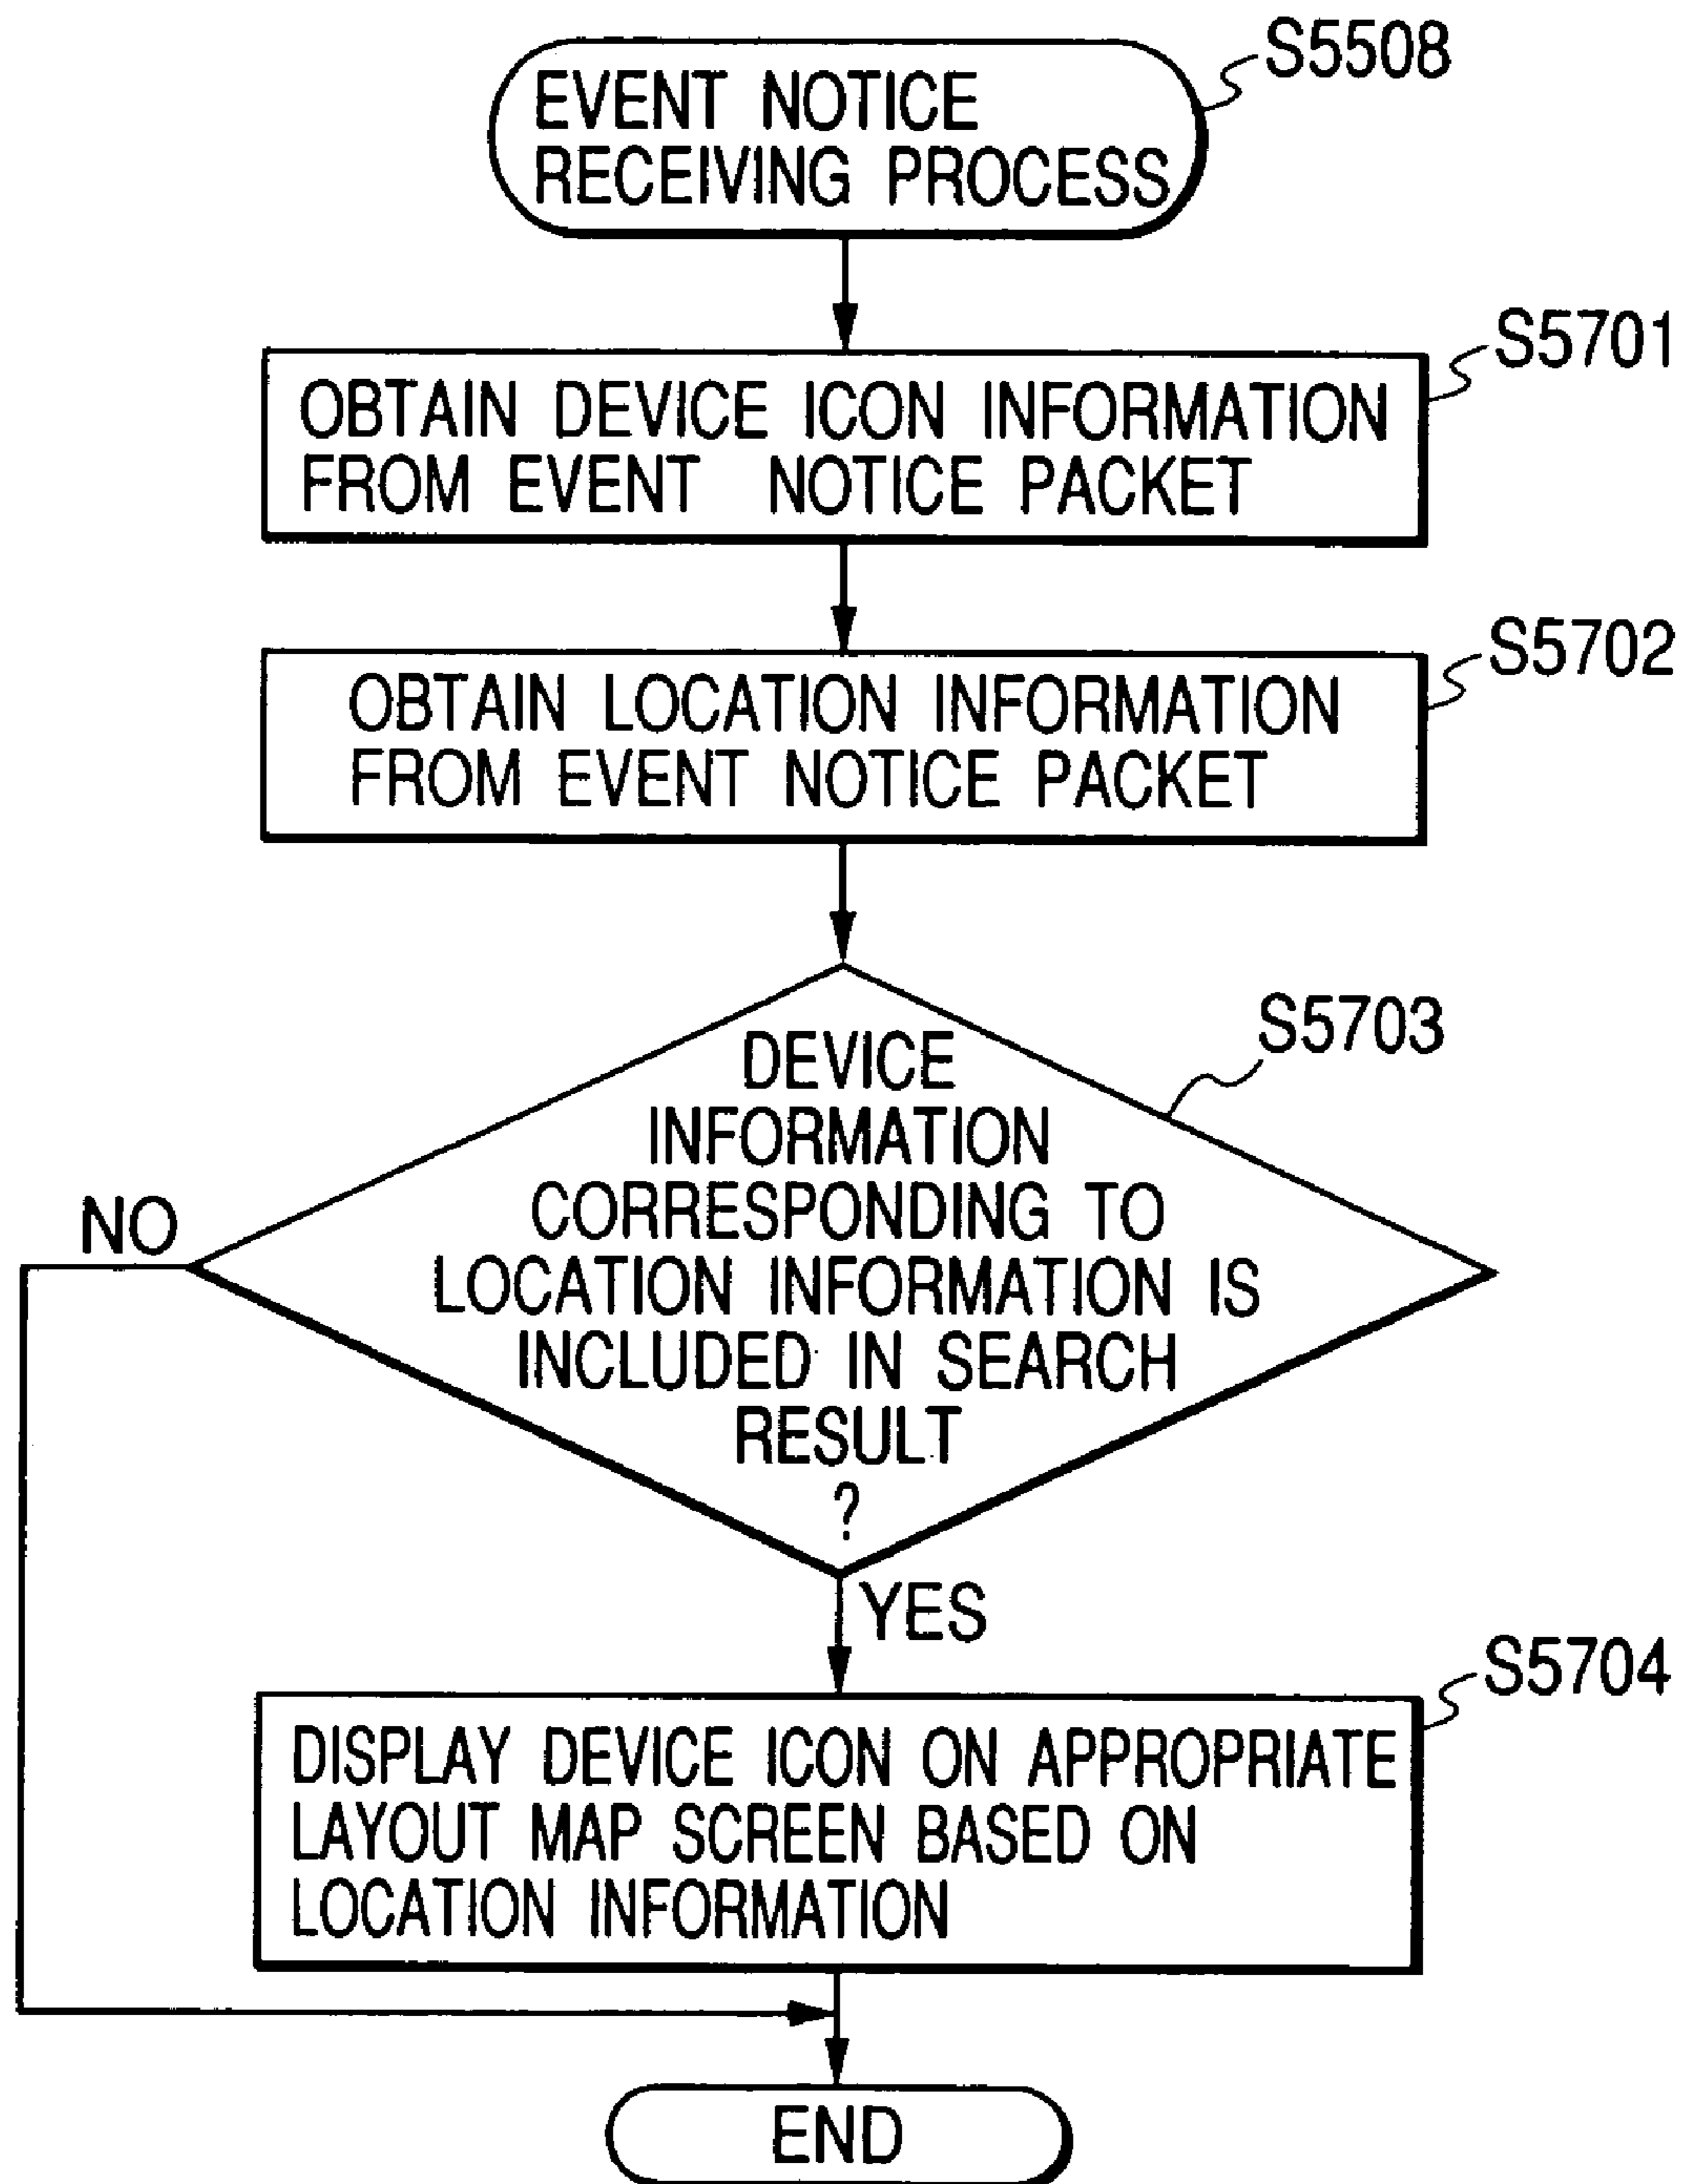 S5508
EVENT NOTICE
RECEIVING PROCESS
S5701
OBTAIN DEVICE ICON INFORMATION
FROM EVENT NOTICE PACKET
S5702
OBTAIN LOCATION INFORMATION
FROM EVENT NOTICE PACKET
S5703
DEVICE
INFORMATION
CORRESPONDING TO
LOCATION INFORMATION IS
INCLUDED IN SEARCH
RESULT
?
NO
YES
S5704
DISPLAY DEVICE ICON ON APPROPRIATE
LAYOUT MAP SCREEN BASED ON
LOCATION INFORMATION
END